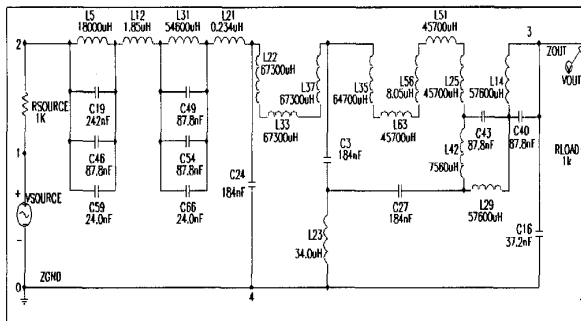 L5
18000uH
L12
1.85uH
L31
54600uH
L21
0.234uH
L51
45700uH
3
ZOUT
VOUT
2
L22
67300uH
L37
67300uH
L35
64700uH
L56
8.05uH
L25
45700uH
L14
57600uH
RSOURCE
1K
C19
242nF
C49
87.8nF
L33
67300uH
L63
45700uH
C43
87.8nF
C40
87.8nF
C46
87.8nF
C54
87.8nF
C3
184nF
L42
7560uH
RLOAD
1k
1
C24
184nF
C59
24.0nF
C66
24.0nF
+
VSOURCE
-
C27
184nF
L29
57600uH
L23
34.0uH
C16
37.2nF
ZGND
0
4